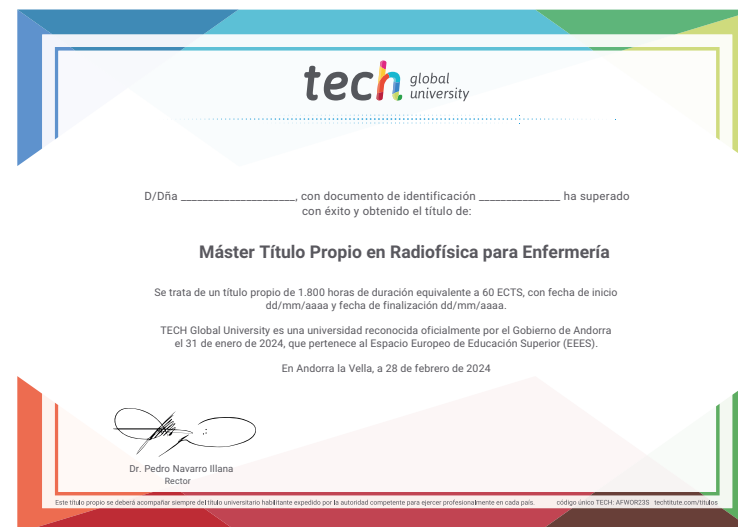 tech global university
D/Dña ____________________, con documento de identificación ______________ ha superado
con éxito y obtenido el título de:
Máster Título Propio en Radiofísica para Enfermería
Se trata de un título propio de 1.800 horas de duración equivalente a 60 ECTS, con fecha de inicio
dd/mm/aaaa y fecha de finalización dd/mm/aaaa.
TECH Global University es una universidad reconocida oficialmente por el Gobierno de Andorra
el 31 de enero de 2024, que pertenece al Espacio Europeo de Educación Superior (EEES).
En Andorra la Vella, a 28 de febrero de 2024
Dr. Pedro Navarro Illana
Rector
Este título propio se deberá acompañar siempre del título universitario habilitante expedido por la autoridad competente para ejercer profesionalmente en cada país. código único TECH: AFWOR23S techtitute.com/titulos